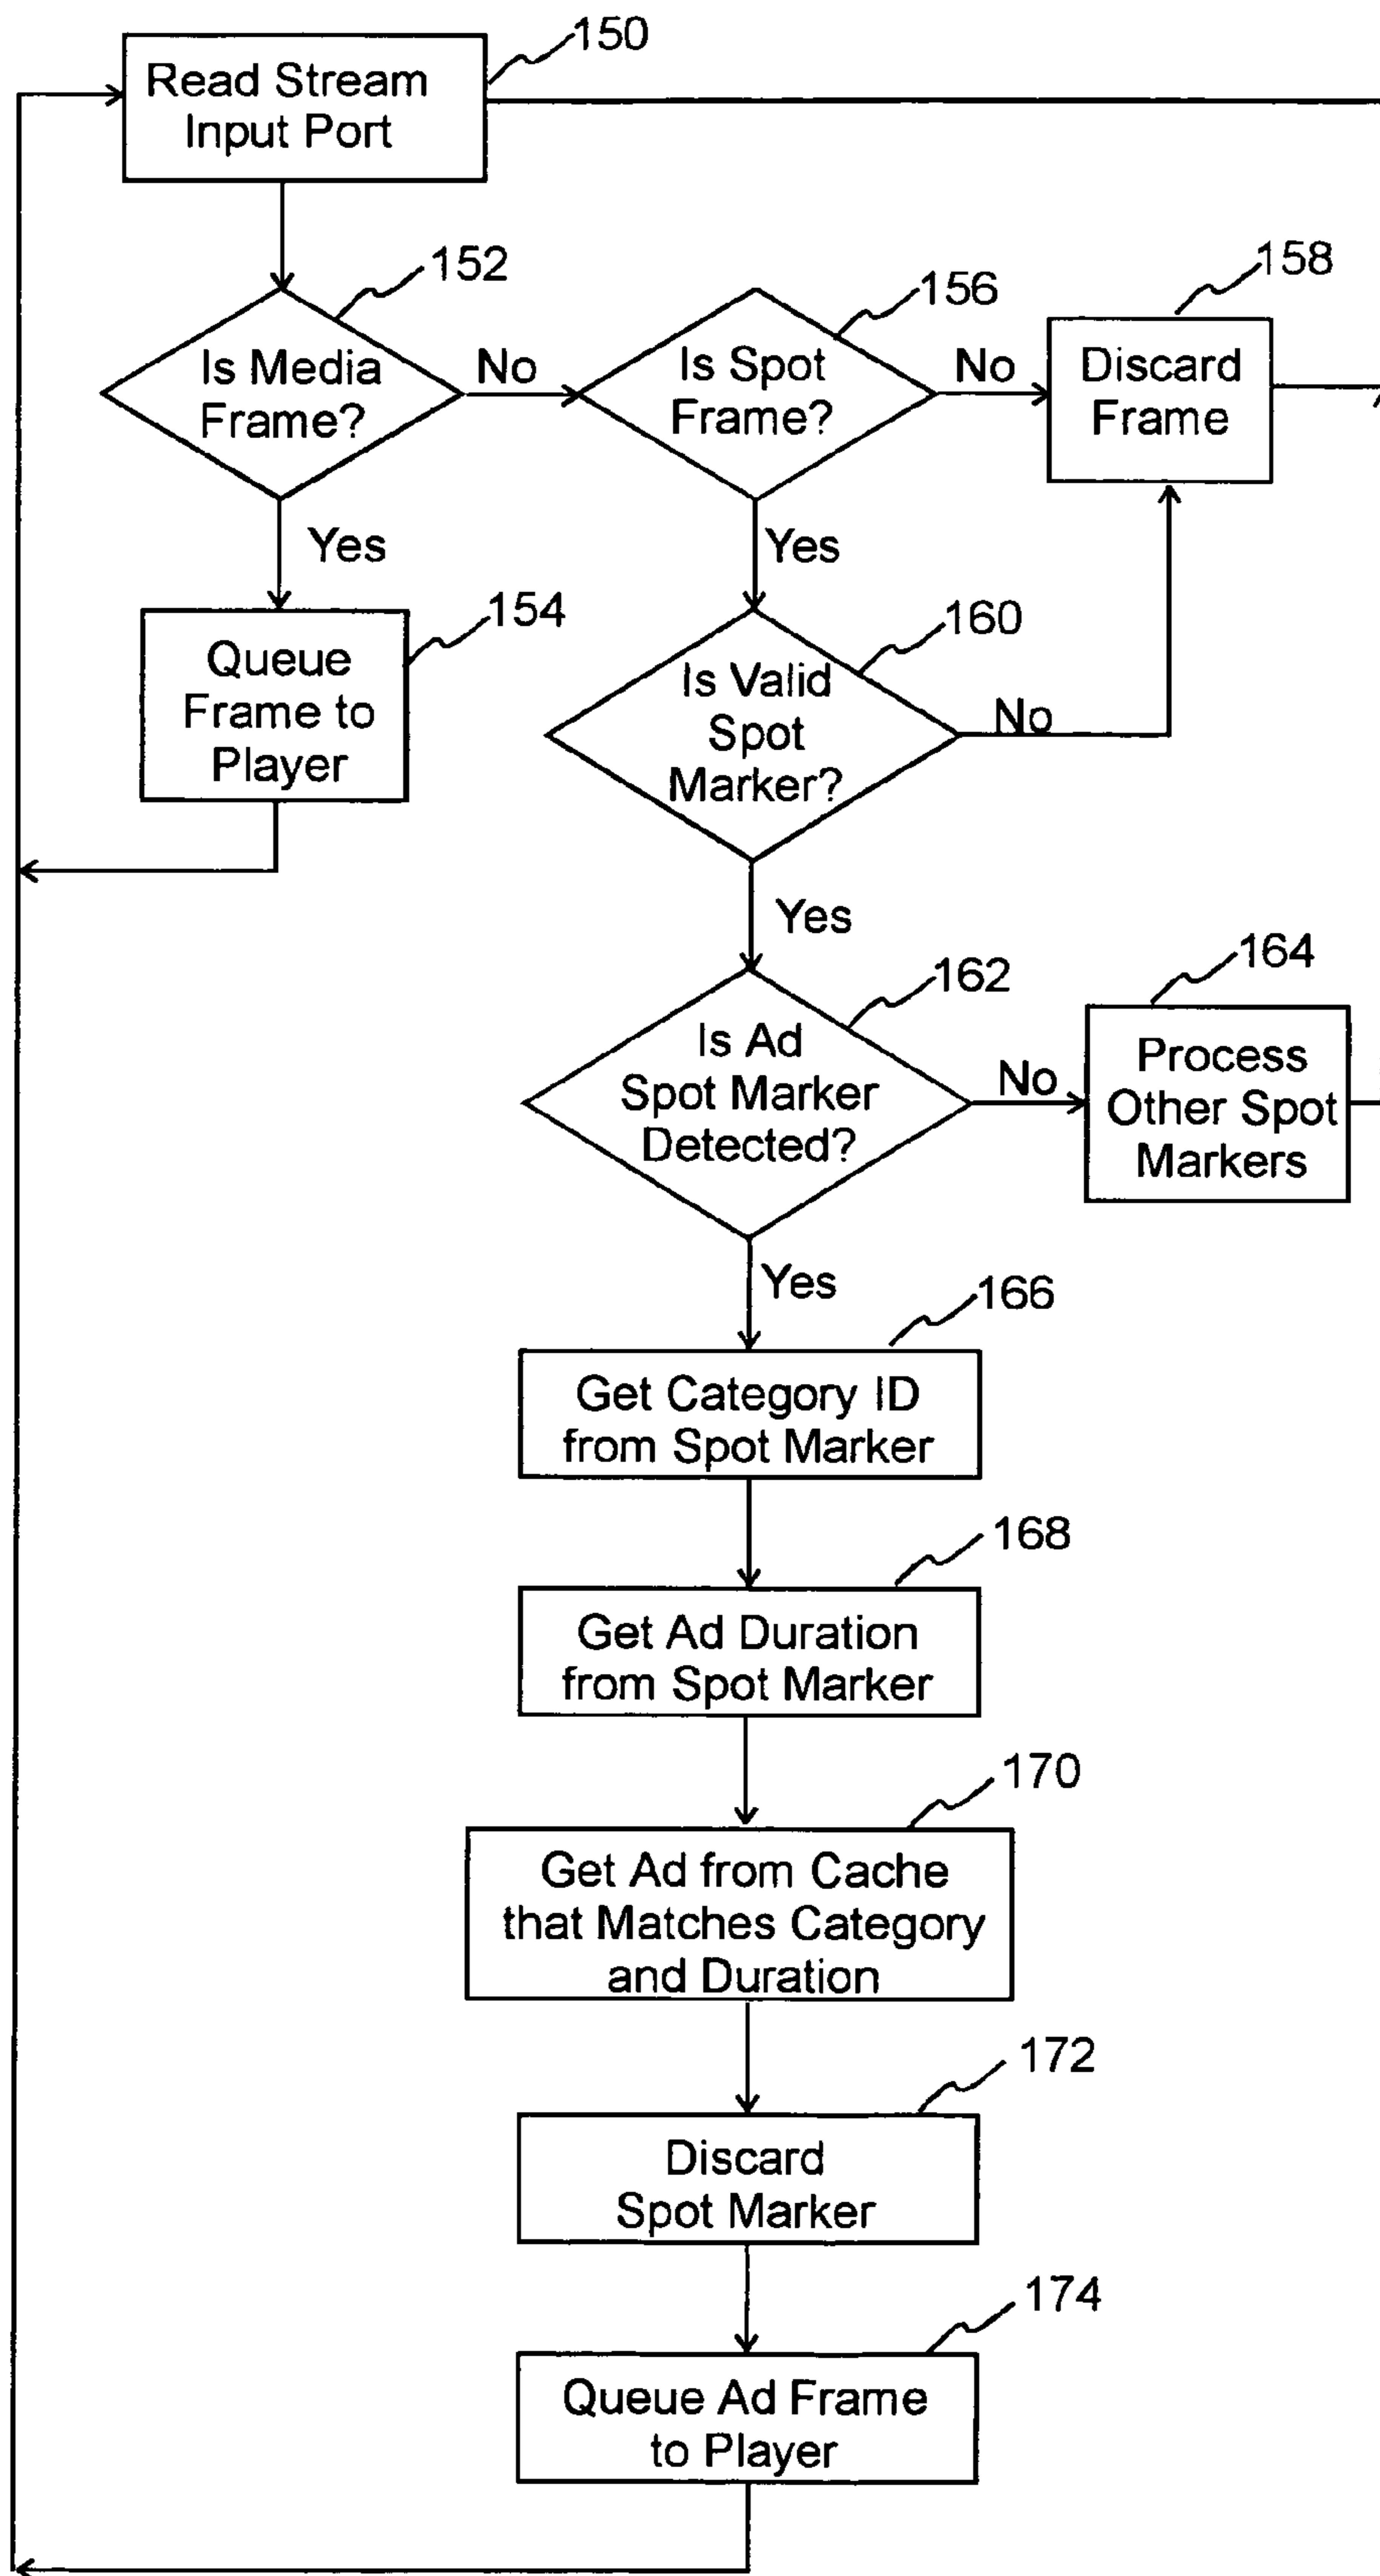 150
Read Stream
Input Port
152
Is Media
Frame?
No
156
Is Spot
Frame?
No
158
Discard
Frame
Yes
Yes
154
Queue
Frame to
Player
160
Is Valid
Spot
Marker?
No
Yes
162
Is Ad
Spot Marker
Detected?
No
164
Process
Other Spot
Markers
Yes
166
Get Category ID
from Spot Marker
168
Get Ad Duration
from Spot Marker
170
Get Ad from Cache
that Matches Category
and Duration
172
Discard
Spot Marker
174
Queue Ad Frame
to Player